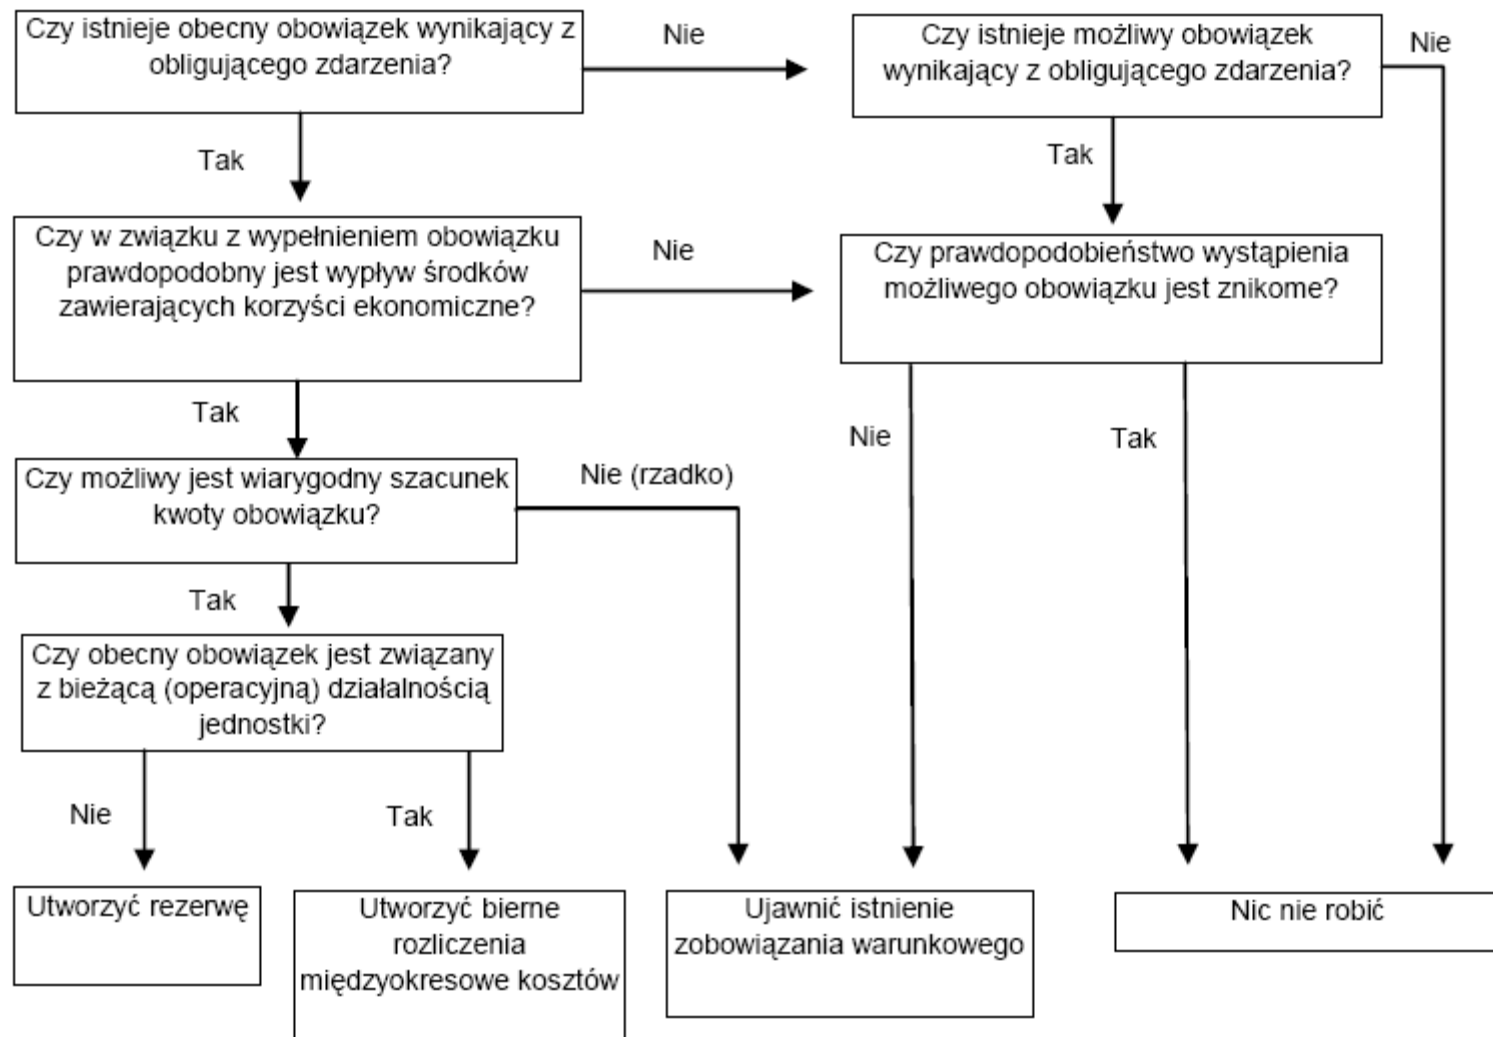 Czy istnieje obecny obowiązek wynikający z
obligującego zdarzenia?
Nie
Czy istnieje możliwy obowiązek
wynikający z obligującego zdarzenia?
Nie
Tak
Tak
Czy w związku z wypełnieniem obowiązku
prawdopodobny jest wypływ środków
zawierających korzyści ekonomiczne?
Nie
Czy prawdopodobieństwo wystąpienia
możliwego obowiązku jest znikome?
Tak
Nie
Tak
Czy możliwy jest wiarygodny szacunek
kwoty obowiązku?
Nie (rzadko)
Tak
Czy obecny obowiązek jest związany
z bieżącą (operacyjną) działalnością
jednostki?
Nie
Tak
Utworzyć rezerwę
Utworzyć bierne
rozliczenia
międzyokresowe kosztów
Ujawnić istnienie
zobowiązania warunkowego
Nic nie robić